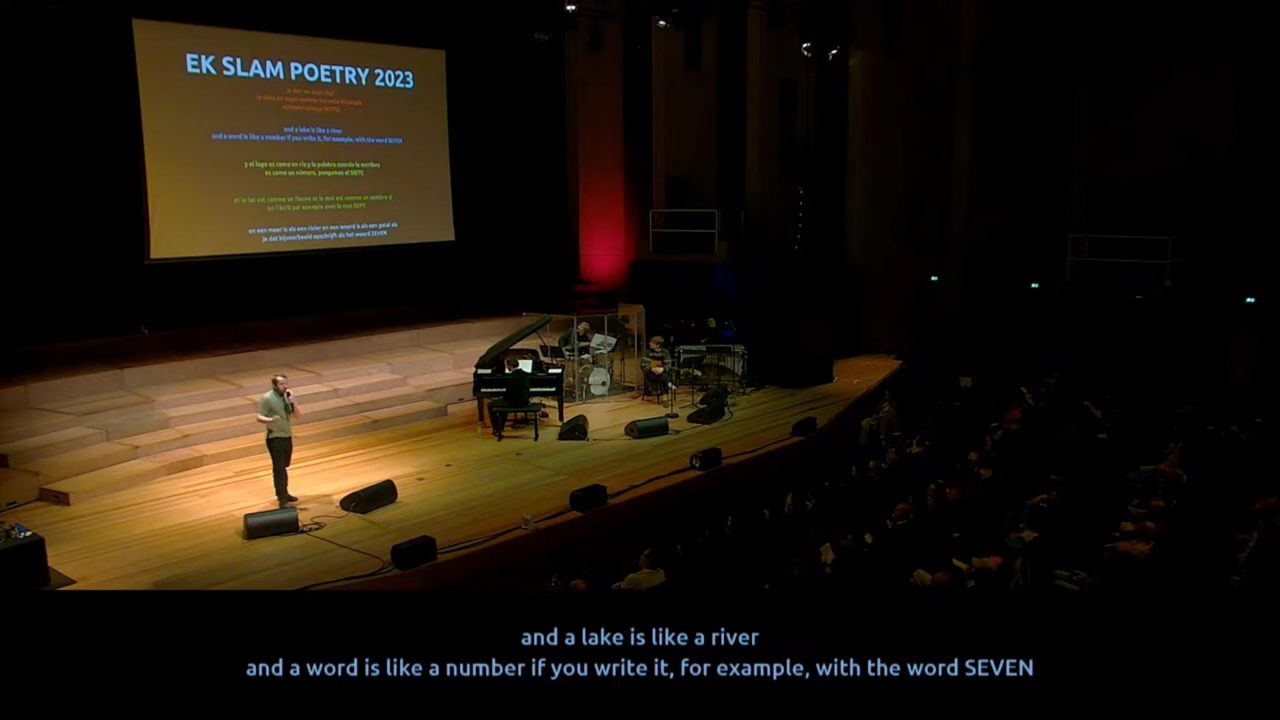 EK SLAM POETRY 2023
and a lake is like a river
and a word is like a number if you write it, for example, with the word SEVEN
y el lago es como un río y la palabra cuando la escribes
es como un número, pongamos el SIETE
et le lac est comme un fleuve et le mot est comme un nombre si
on l'écrit par exemple avec le mot SEPT
en een meer is als een rivier en een woord is als een getal als
je dat bijvoorbeeld opschrijft als het woord ZEVEN
and a lake is like a river
and a word is like a number if you write it, for example, with the word SEVEN